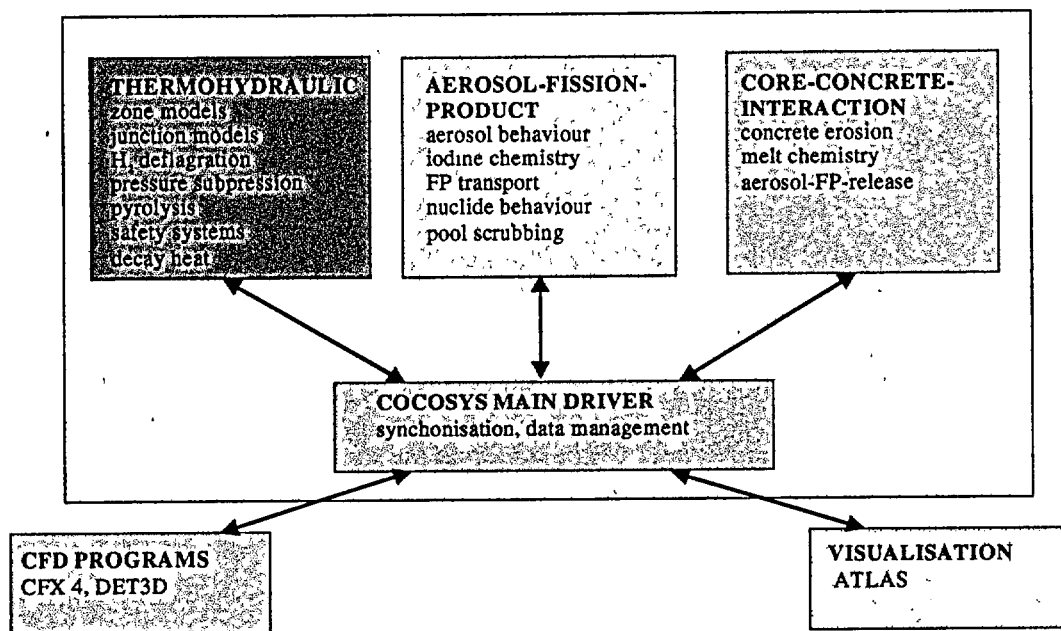 THERMOHYDRAULIC
zone models
junction models
H₂ deflagration
pressure subpression
pyrolysis
safety systems
decay heat
AEROSOL-FISSION-
PRODUCT
aerosol behaviour
iodine chemistry
FP transport
nuclide behaviour
pool scrubbing
CORE-CONCRETE-
INTERACTION
concrete erosion
melt chemistry
aerosol-FP-release
COCOSYS MAIN DRIVER
synchonisation, data management
CFD PROGRAMS
CFX 4, DET3D
VISUALISATION
ATLAS